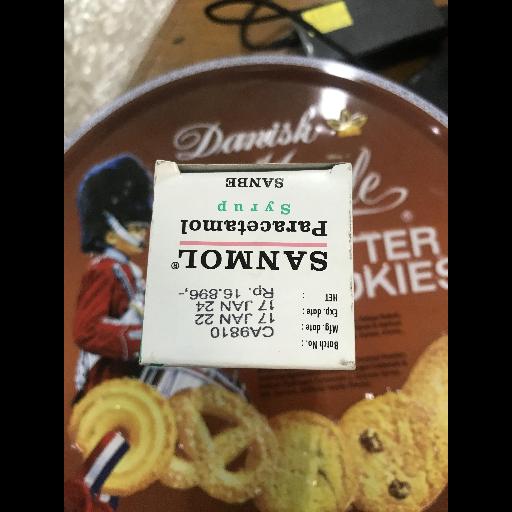 Danish
TTER
OKIES
®
SANBE
Syrup
Paracetamol
SANMOL®
Batch No. : CA9810
Mfg. date : 17 JAN 22
Exp. date : 17 JAN 24
HET : Rp. 16.896,-